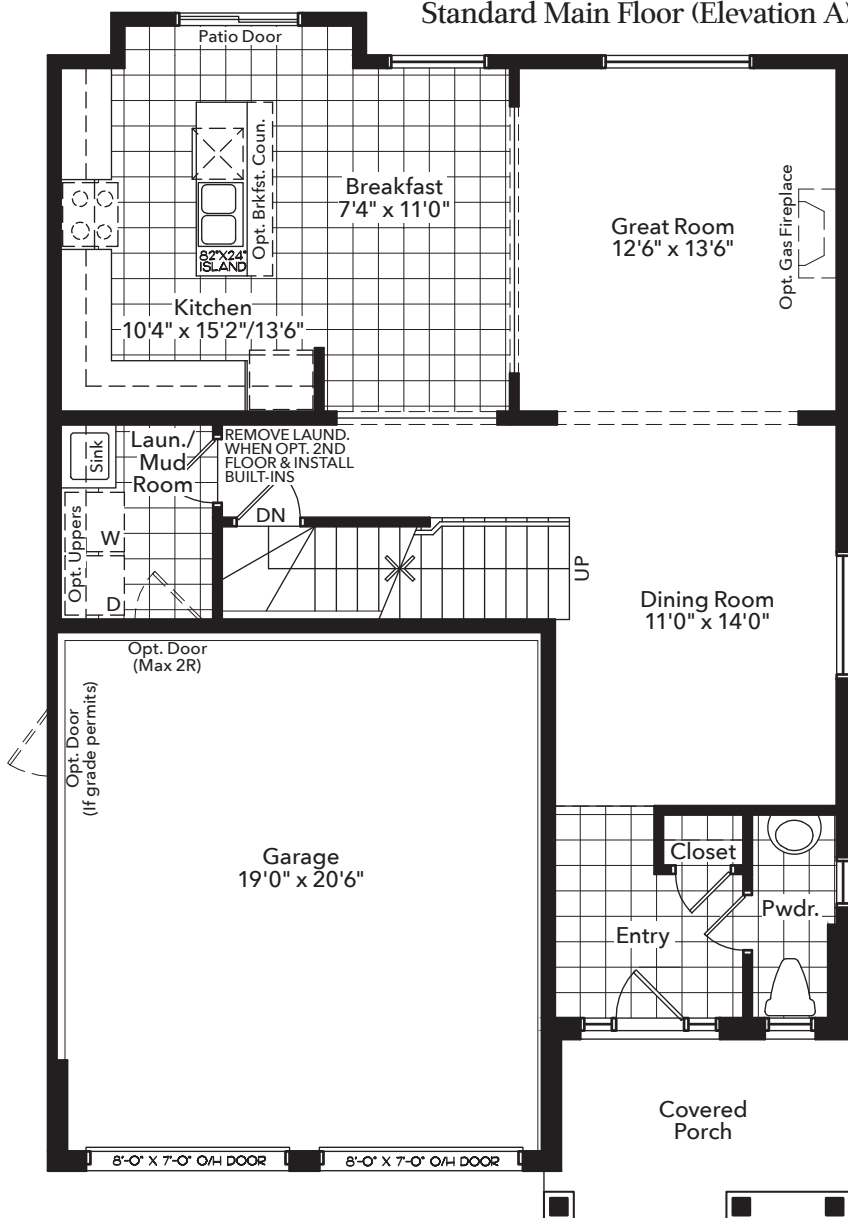 Standard Main Floor (Elevation A)
Patio Door
Opt. Brkfst. Coun.
82"X24"
ISLAND
Breakfast
7'4" x 11'0"
Great Room
12'6" x 13'6"
Opt. Gas Fireplace
Kitchen
10'4" x 15'2"/13'6"
Sink
Laun./
Mud
Room
REMOVE LAUND.
WHEN OPT. 2ND
FLOOR & INSTALL
BUILT-INS
DN
Opt. Uppers
W
D
UP
Dining Room
11'0" x 14'0"
Opt. Door
(Max 2R)
Opt. Door
(If grade permits)
Garage
19'0" x 20'6"
Closet
Pwdr.
Entry
Covered
Porch
8'-0" X 7'-0" O/H DOOR
8'-0" X 7'-0" O/H DOOR